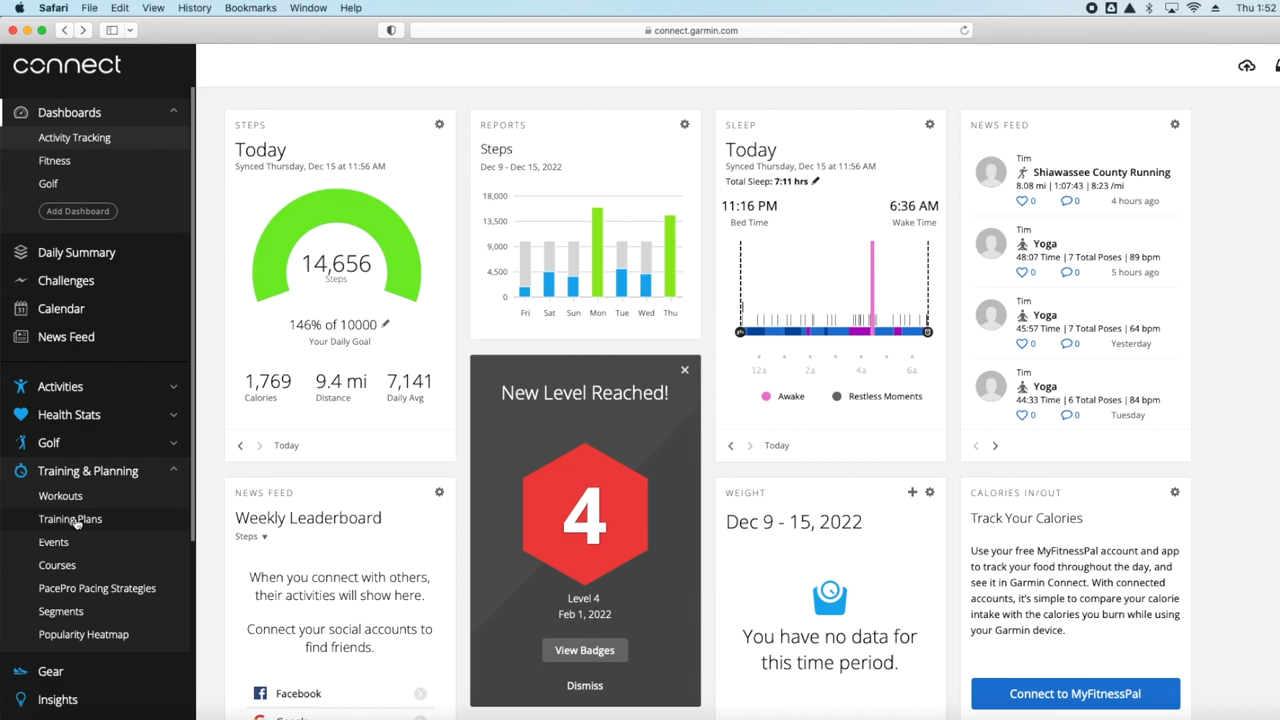 Safari File Edit View History Bookmarks Window Help
Thu 1:52
connect.garmin.com
connect
Dashboards
Activity Tracking
Fitness
Golf
Add Dashboard
Daily Summary
Challenges
31
Calendar
News Feed
Activities
Health Stats
Golf
Training & Planning
Workouts
Training Plans
Events
Courses
PacePro Pacing Strategies
Segments
Popularity Heatmap
Gear
Insights
STEPS
Today
Synced Thursday, Dec 15 at 11:56 AM
14,656
Steps
146% of 10000
Your Daily Goal
1,769 9.4 mi 7,141
Calories Distance Daily Avg
Today
REPORTS
Steps
Dec 9 - Dec 15, 2022
18,000
13,500
9,000
4,500
0
Fri Sat Sun Mon Tue Wed Thu
SLEEP
Today
Synced Thursday, Dec 15 at 11:56 AM
Total Sleep: 7:11 hrs
11:16 PM 6:36 AM
Bed Time Wake Time
12a 2a 4a 6a
Awake Restless Moments
Today
NEWS FEED
Tim
Shiawassee County Running
8.08 mi | 1:07:43 | 8:23 /mi
0 0 4 hours ago
Tim
Yoga
48:07 Time | 7 Total Poses | 89 bpm
0 0 5 hours ago
Tim
Yoga
45:57 Time | 7 Total Poses | 64 bpm
0 0 Yesterday
Tim
Yoga
44:33 Time | 6 Total Poses | 84 bpm
0 0 Tuesday
New Level Reached!
4
Level 4
Feb 1, 2022
View Badges
Dismiss
NEWS FEED
Weekly Leaderboard
Steps
When you connect with others,
their activities will show here.
Connect your social accounts to
find friends.
Facebook
WEIGHT
Dec 9 - 15, 2022
You have no data for
this time period.
CALORIES IN/OUT
Track Your Calories
Use your free MyFitnessPal account and app
to track your food throughout the day, and
see it in Garmin Connect. With connected
accounts, it's simple to compare your calorie
intake with the calories you burn while using
your Garmin device.
Connect to MyFitnessPal